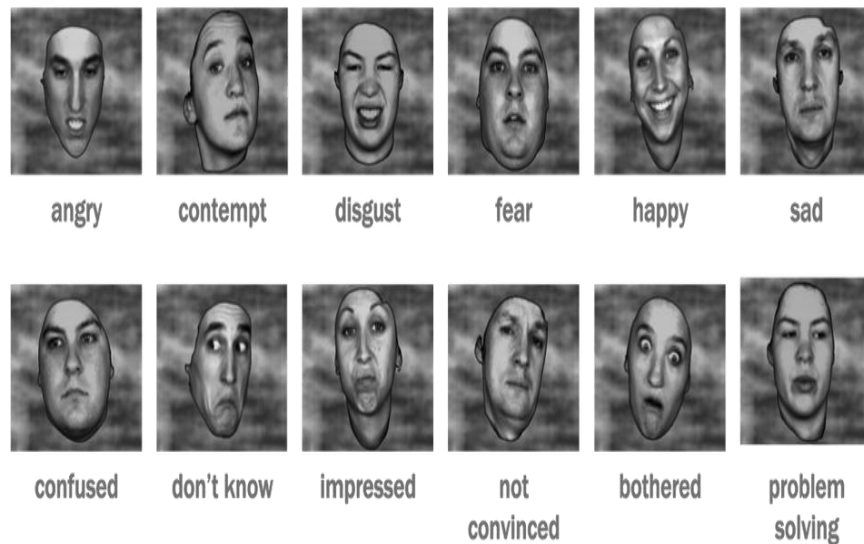 angry
contempt
disgust
fear
happy
sad
confused
don't know
impressed
not
convinced
bothered
problem
solving